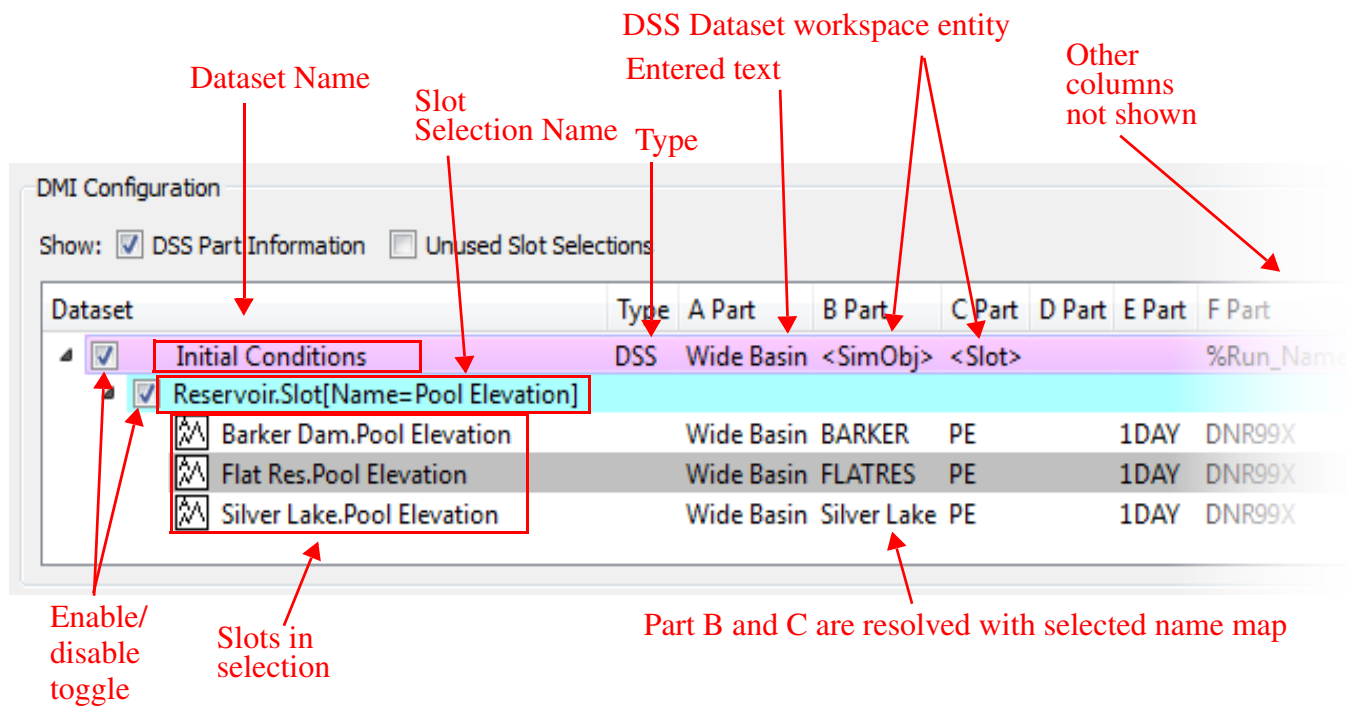 DSS Dataset workspace entity
Dataset Name
Entered text
Other
columns
not shown
Slot
Selection Name
Type
DMI Configuration
Show: DSS Part Information Unused Slot Selections
Dataset Type A Part B Part C Part D Part E Part F Part
Initial Conditions DSS Wide Basin <SimObj> <Slot> %Run_Name
Reservoir.Slot[Name=Pool Elevation]
Barker Dam.Pool Elevation Wide Basin BARKER PE 1DAY DNR99X
Flat Res.Pool Elevation Wide Basin FLATRES PE 1DAY DNR99X
Silver Lake.Pool Elevation Wide Basin Silver Lake PE 1DAY DNR99X
Enable/
disable
toggle
Slots in
selection
Part B and C are resolved with selected name map